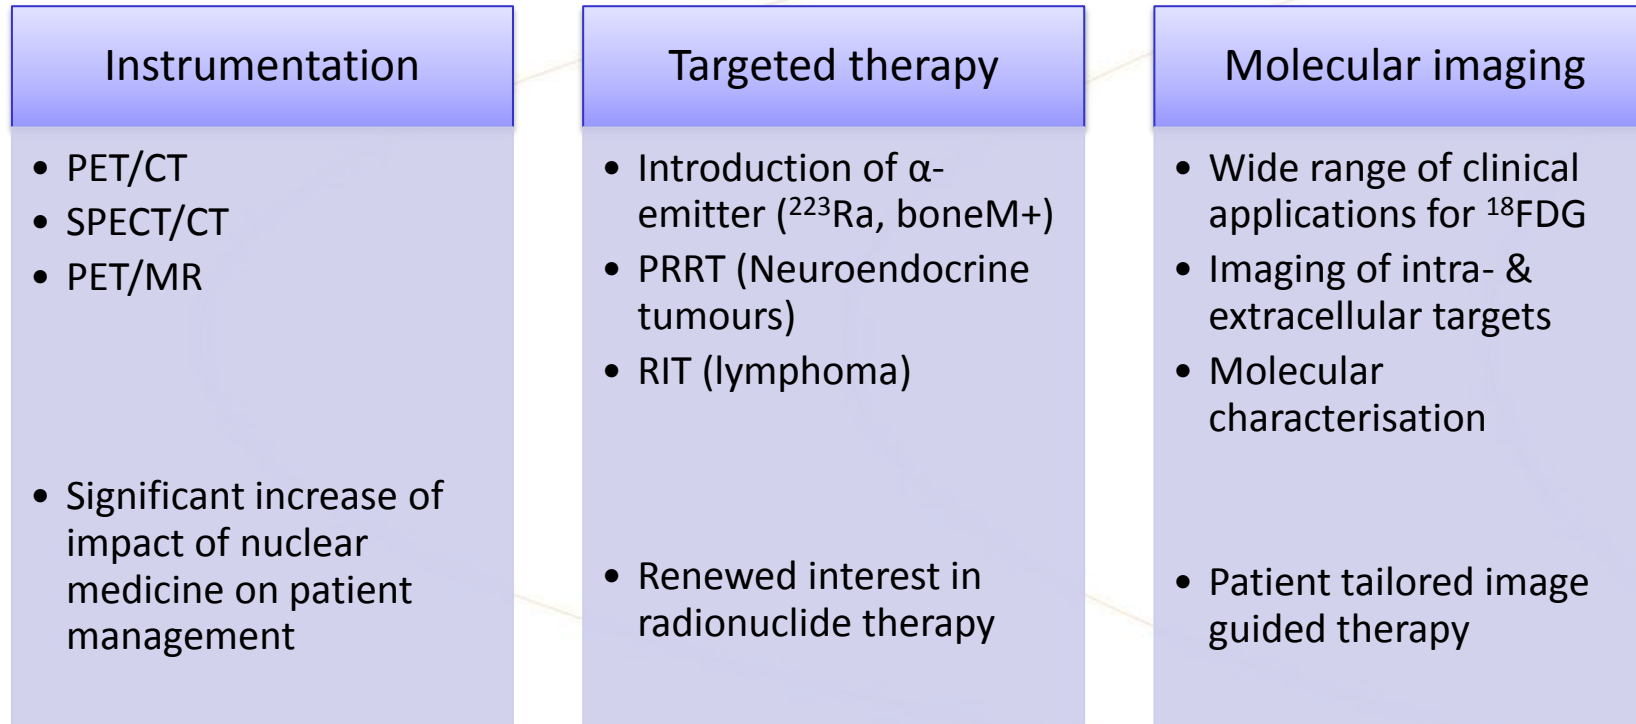 Instrumentation
• PET/CT
• SPECT/CT
• PET/MR
• Significant increase of
impact of nuclear
medicine on patient
management
Targeted therapy
• Introduction of α-
emitter (²²³Ra, boneM+)
• PRRT (Neuroendocrine
tumours)
• RIT (lymphoma)
• Renewed interest in
radionuclide therapy
Molecular imaging
• Wide range of clinical
applications for ¹⁸FDG
• Imaging of intra- &
extracellular targets
• Molecular
characterisation
• Patient tailored image
guided therapy